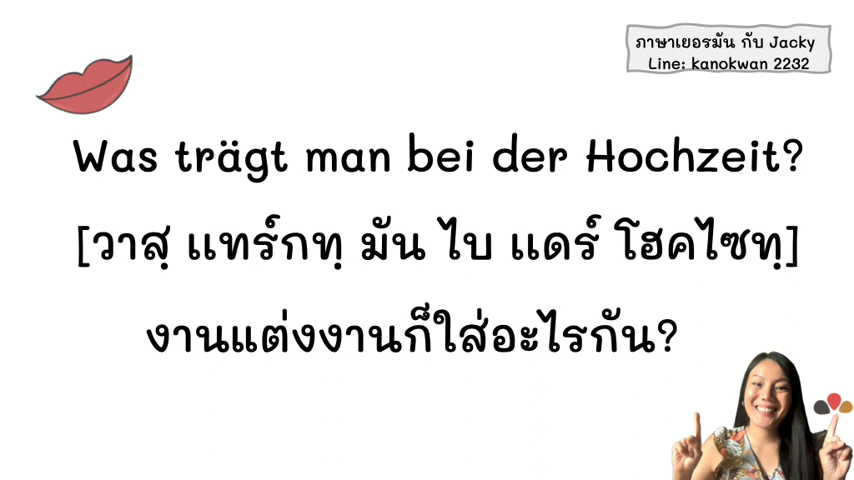 ภาษาเยอรมัน กับ Jacky
Line: kanokwan 2232
Was trägt man bei der Hochzeit?
[วาสฺ แทร์กทฺ มัน ไบ แดร์ โฮคไซทฺ]
งานแต่งงานก็ใส่อะไรกัน?